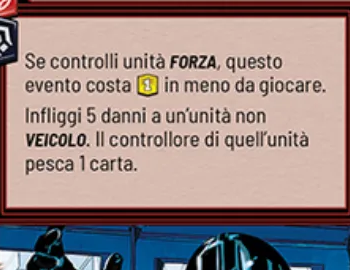 Se controlli unità FORZA, questo
evento costa 1 in meno da giocare.
Infliggi 5 danni a un'unità non
VEICOLO. Il controllore di quell'unità
pesca 1 carta.